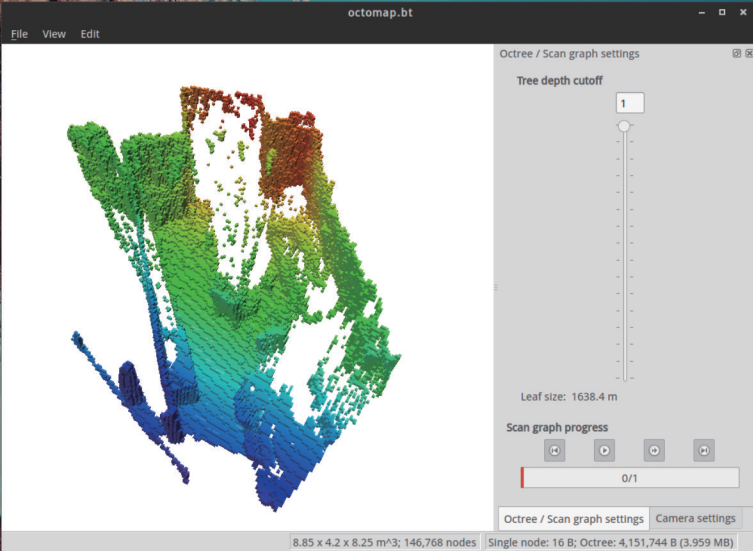 octomap.bt
File View Edit
Octree / Scan graph settings
Tree depth cutoff
1
Leaf size: 1638.4 m
Scan graph progress
0/1
Octree / Scan graph settings Camera settings
8.85 x 4.2 x 8.25 m^3; 146,768 nodes Single node: 16 B; Octree: 4,151,744 B (3.959 MB)